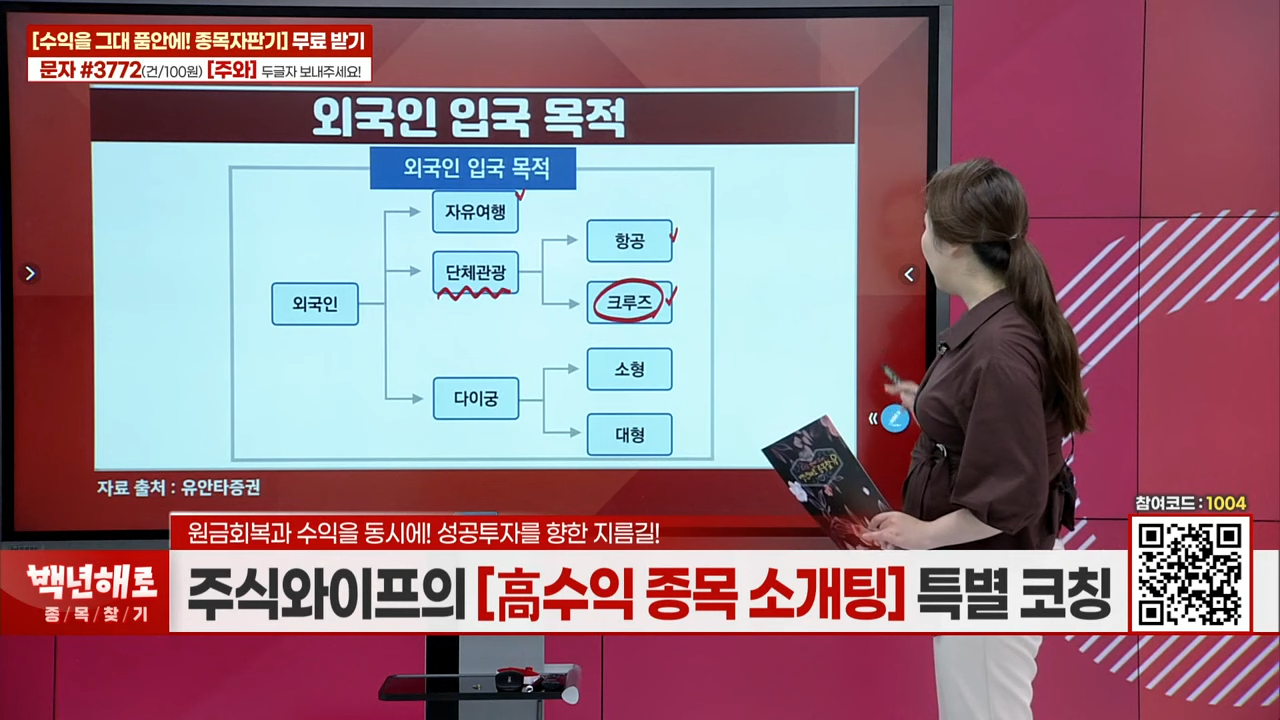 [수익을 그대 품안에! 종목자판기] 무료 받기
문자 #3772(건/100원) [주와] 두글자 보내주세요!
외국인 입국 목적
외국인 입국 목적
자유여행
항공
단체관광
외국인
크루즈
소형
다이궁
대형
자료 출처 : 유안타증권
참여코드 : 1004
원금회복과 수익을 동시에! 성공투자를 향한 지름길!
백년해로
종/목/찾/기
주식와이프의 [高수익 종목 소개팅] 특별 코칭